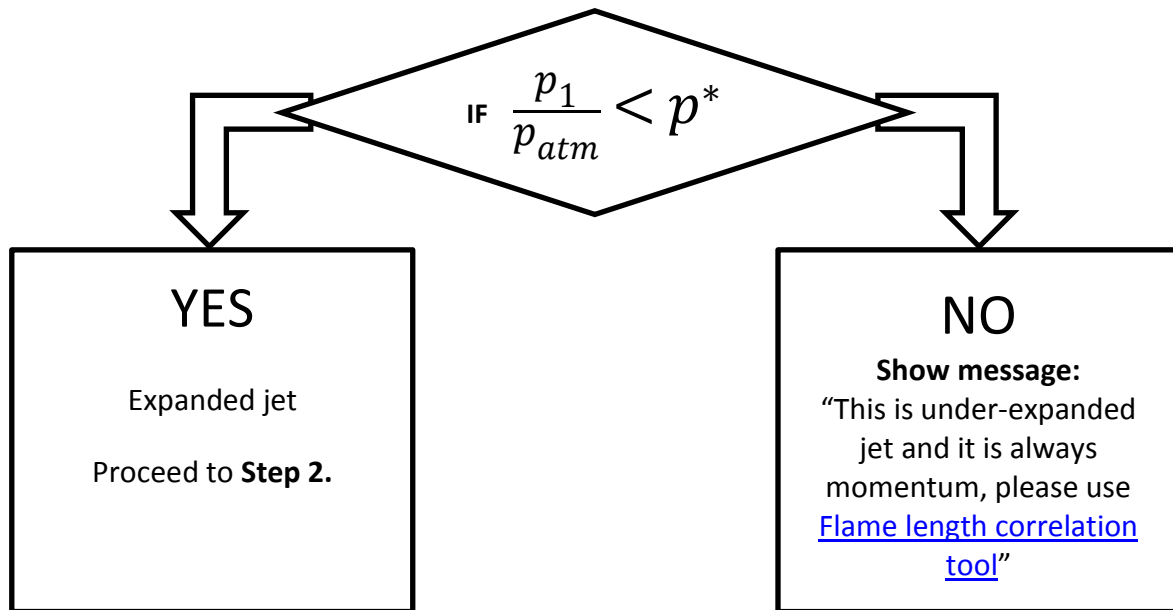 IF p₁/pₐₜₘ < p*
YES
Expanded jet
Proceed to Step 2.
NO
Show message:
“This is under-expanded
jet and it is always
momentum, please use
Flame length correlation
tool”